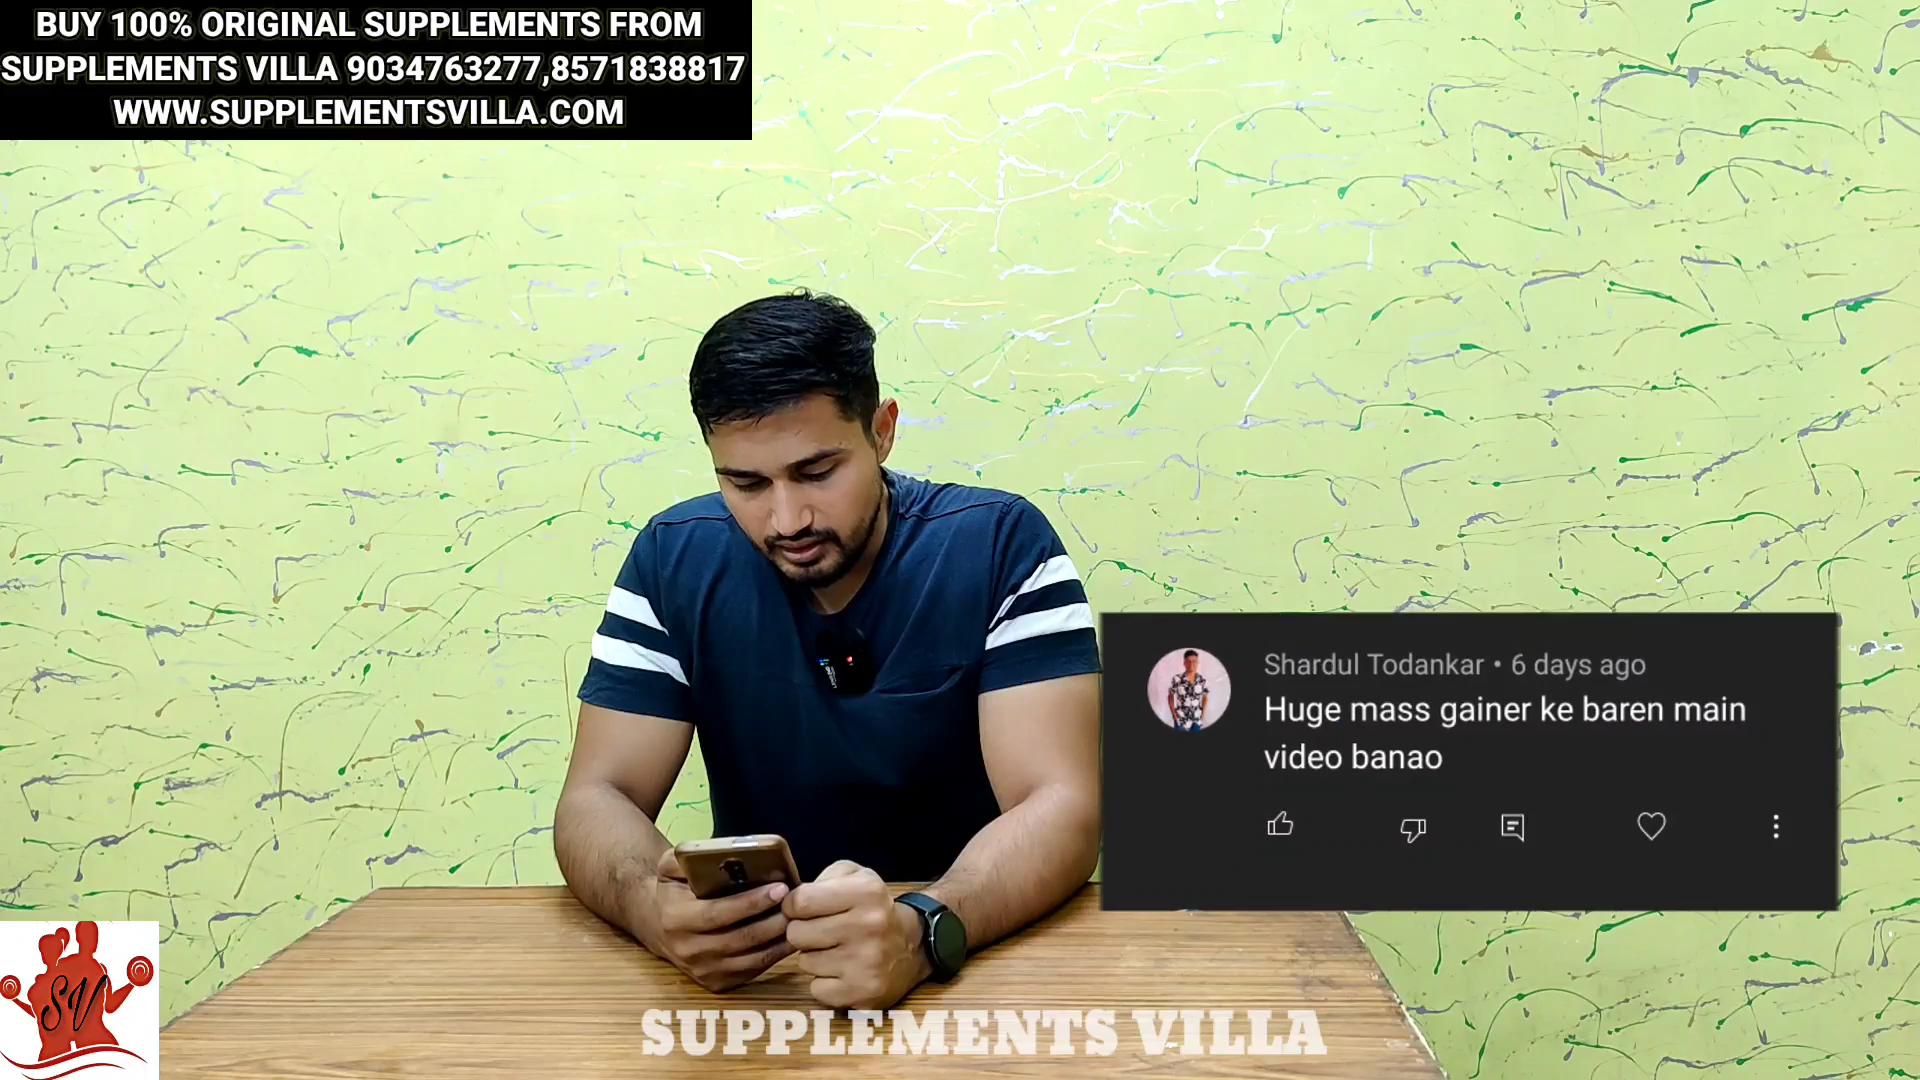 BUY 100% ORIGINAL SUPPLEMENTS FROM
SUPPLEMENTS VILLA 9034763277,8571838817
WWW.SUPPLEMENTSVILLA.COM
Shardul Todankar • 6 days ago
Huge mass gainer ke baren main
video banao
SV
SUPPLEMENTS VILLA